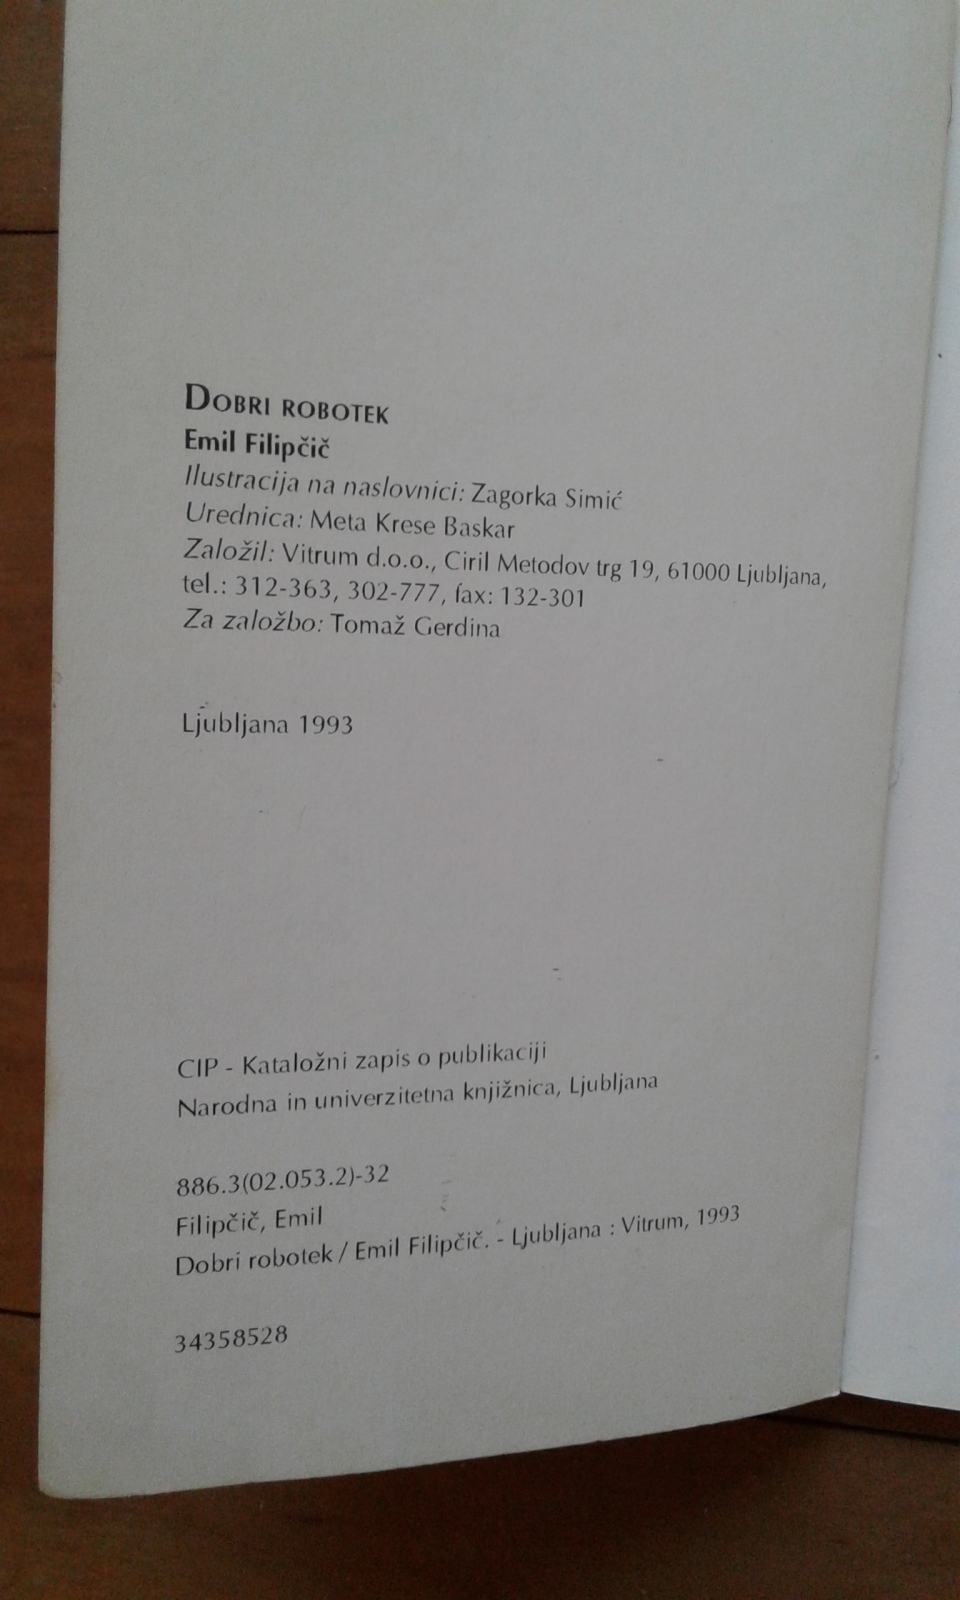 DOBRI ROBOTEK
Emil Filipčič
Ilustracija na naslovnici: Zagorka Simić
Urednica: Meta Krese Baskar
Založil: Vitrum d.o.o., Ciril Metodov trg 19, 61000 Ljubljana,
tel.: 312-363, 302-777, fax: 132-301
Za založbo: Tomaž Gerdina
Ljubljana 1993
CIP - Kataložni zapis o publikaciji
Narodna in univerzitetna knjižnica, Ljubljana
886.3(02.053.2)-32
Filipčič, Emil
Dobri robotek / Emil Filipčič. - Ljubljana : Vitrum, 1993
34358528